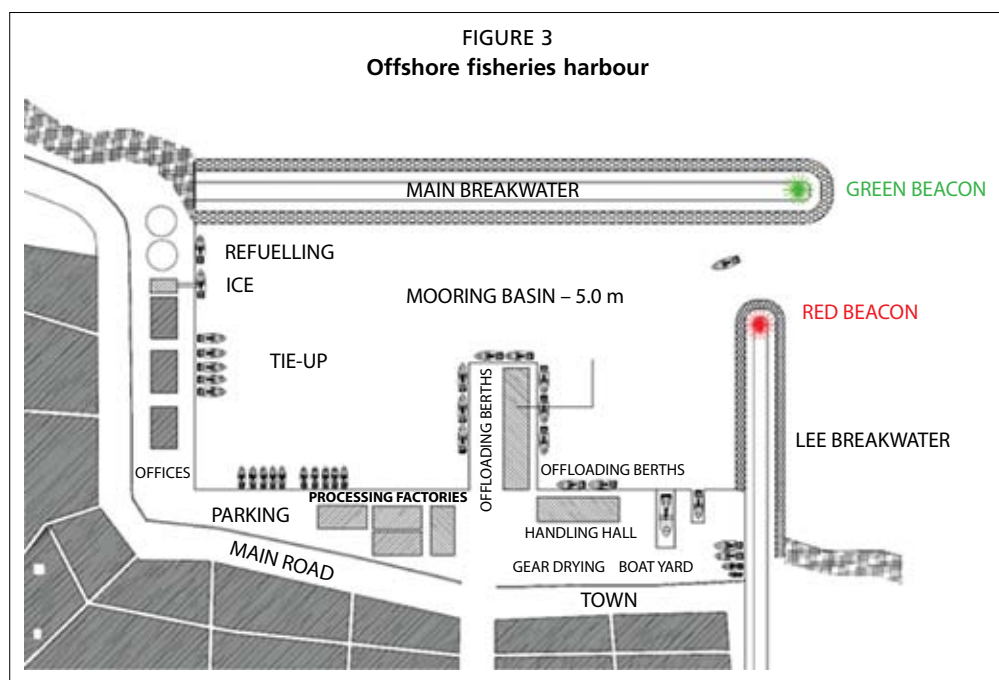 FIGURE 3
Offshore fisheries harbour
MAIN BREAKWATER
GREEN BEACON
REFUELLING
ICE
MOORING BASIN – 5.0 m
RED BEACON
TIE-UP
OFFLOADING BERTHS
LEE BREAKWATER
OFFICES
OFFLOADING BERTHS
PROCESSING FACTORIES
PARKING
HANDLING HALL
MAIN ROAD
GEAR DRYING
BOAT YARD
TOWN